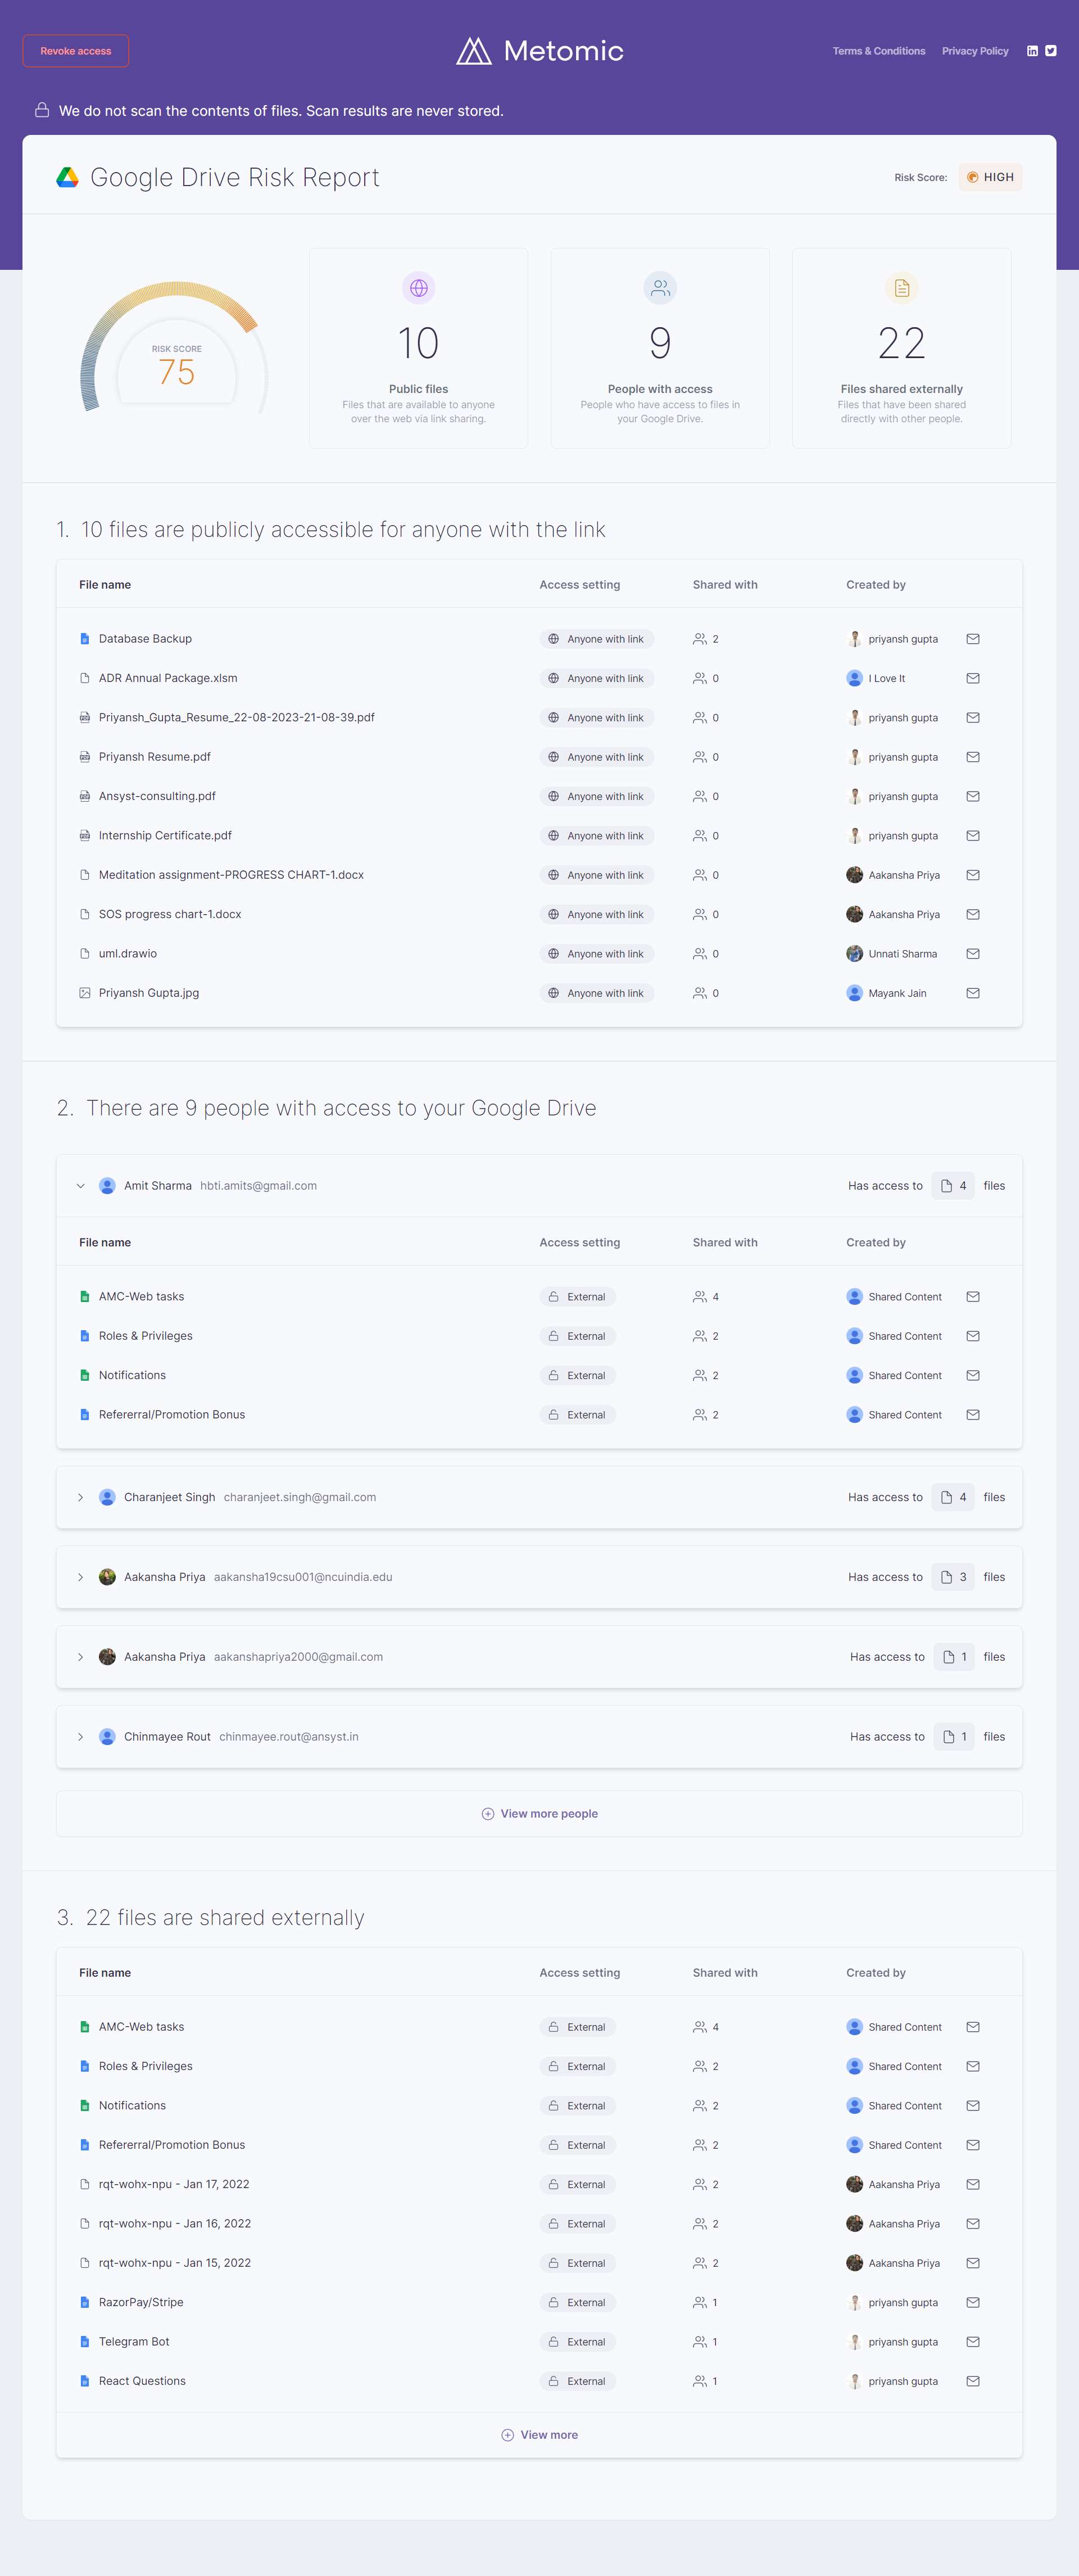 Revoke access
Metomic
Terms & Conditions Privacy Policy
We do not scan the contents of files. Scan results are never stored.
Google Drive Risk Report
Risk Score: HIGH
RISK SCORE
75
10
Public files
Files that are available to anyone
over the web via link sharing.
9
People with access
People who have access to files in
your Google Drive.
22
Files shared externally
Files that have been shared
directly with other people.
1. 10 files are publicly accessible for anyone with the link
File name Access setting Shared with Created by
Database Backup Anyone with link 2 priyansh gupta
ADR Annual Package.xlsm Anyone with link 0 I Love It
Priyansh_Gupta_Resume_22-08-2023-21-08-39.pdf Anyone with link 0 priyansh gupta
Priyansh Resume.pdf Anyone with link 0 priyansh gupta
Ansyst-consulting.pdf Anyone with link 0 priyansh gupta
Internship Certificate.pdf Anyone with link 0 priyansh gupta
Meditation assignment-PROGRESS CHART-1.docx Anyone with link 0 Aakansha Priya
SOS progress chart-1.docx Anyone with link 0 Aakansha Priya
uml.drawio Anyone with link 0 Unnati Sharma
Priyansh Gupta.jpg Anyone with link 0 Mayank Jain
2. There are 9 people with access to your Google Drive
Amit Sharma hbti.amits@gmail.com Has access to 4 files
File name Access setting Shared with Created by
AMC-Web tasks External 4 Shared Content
Roles & Privileges External 2 Shared Content
Notifications External 2 Shared Content
Refererral/Promotion Bonus External 2 Shared Content
Charanjeet Singh charanjeet.singh@gmail.com Has access to 4 files
Aakansha Priya aakansha19csu001@ncuindia.edu Has access to 3 files
Aakansha Priya aakanshapriya2000@gmail.com Has access to 1 files
Chinmayee Rout chinmayee.rout@ansyst.in Has access to 1 files
View more people
3. 22 files are shared externally
File name Access setting Shared with Created by
AMC-Web tasks External 4 Shared Content
Roles & Privileges External 2 Shared Content
Notifications External 2 Shared Content
Refererral/Promotion Bonus External 2 Shared Content
rqt-wohx-npu - Jan 17, 2022 External 2 Aakansha Priya
rqt-wohx-npu - Jan 16, 2022 External 2 Aakansha Priya
rqt-wohx-npu - Jan 15, 2022 External 2 Aakansha Priya
RazorPay/Stripe External 1 priyansh gupta
Telegram Bot External 1 priyansh gupta
React Questions External 1 priyansh gupta
View more